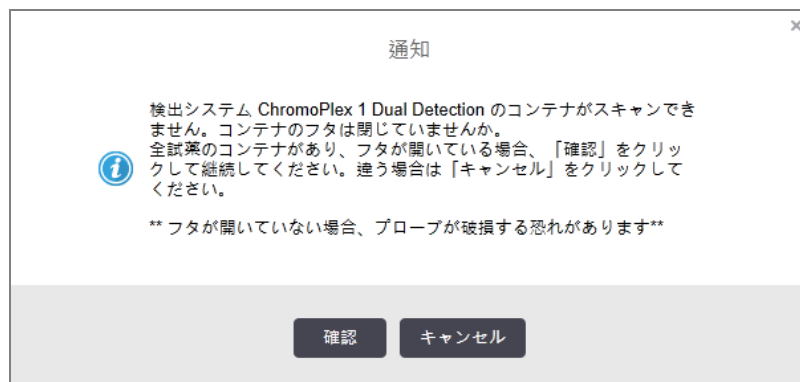 通知
検出システム ChromoPlex 1 Dual Detection のコンテナがスキャンでき
ません。コンテナのフタは閉じていませんか。
全試薬のコンテナがあり、フタが開いている場合、「確認」をクリッ
クして継続してください。違う場合は「キャンセル」をクリックして
ください。
** フタが開いていない場合、プローブが破損する恐れがあります**
確認
キャンセル